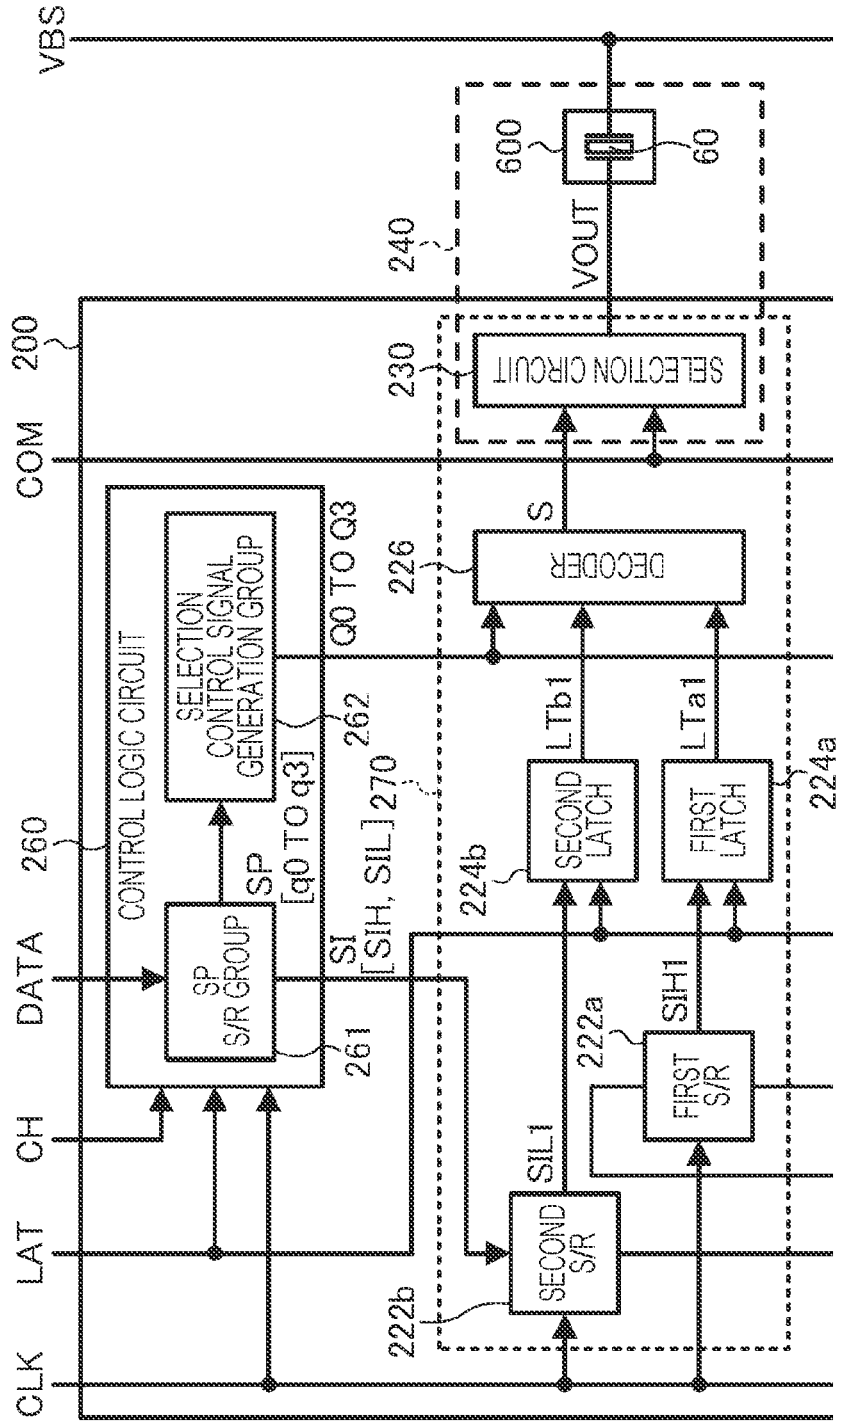 CLK
LAT
CH
DATA
COM
VBS
200
260
CONTROL LOGIC CIRCUIT
SP
S/R GROUP
261
SP
[q0 TO q3]
SELECTION
CONTROL SIGNAL
GENERATION GROUP
262
Q0 TO Q3
SI
[SIH, SIL]
270
222b
SECOND
S/R
SIL1
222a
FIRST
S/R
SIH1
224b
SECOND
LATCH
LTb1
224a
FIRST
LATCH
LTa1
226
DECODER
S
230
SELECTION CIRCUIT
240
VOUT
600
60